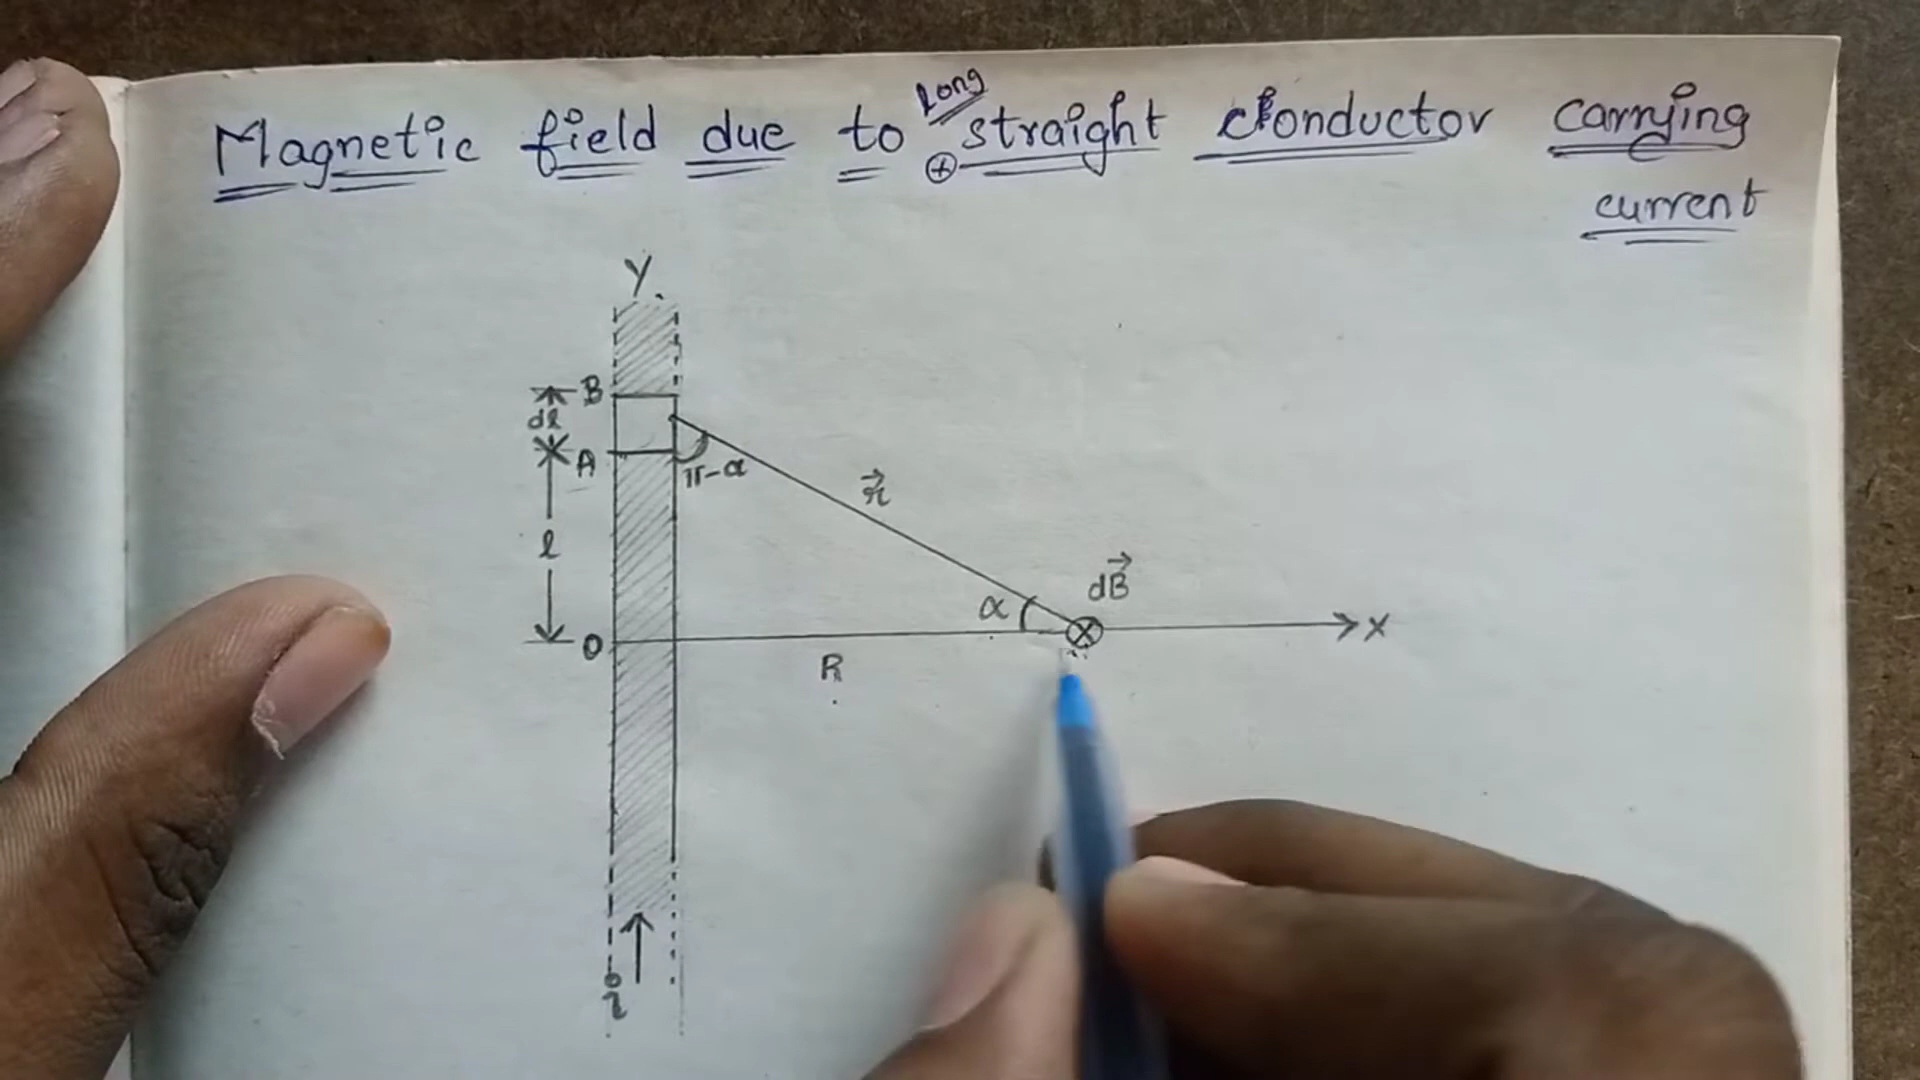 Magnetic field due to long straight conductor carrying
current
Y
B
dl
A
π-α
r⃗
l
dB⃗
α
O
X
R
i